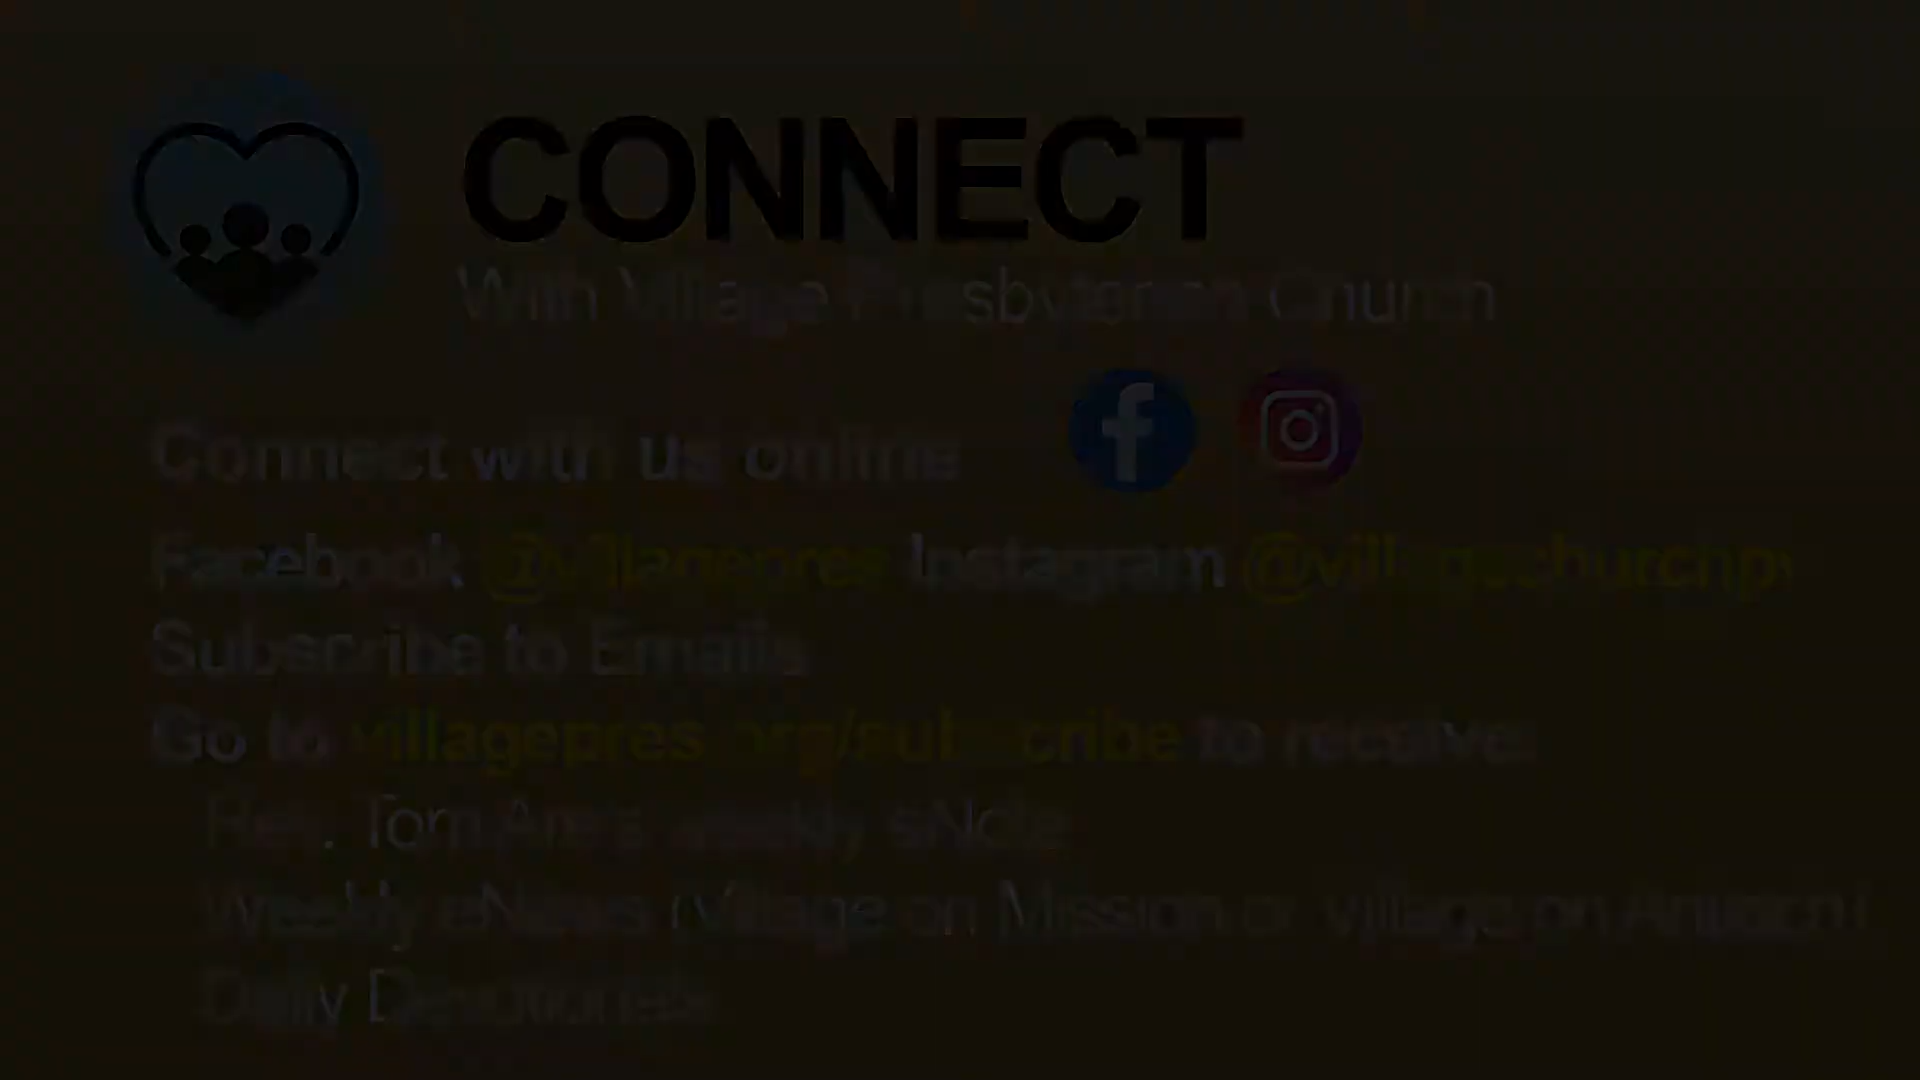 CONNECT
With Village Presbyterian Church
Connect with us online
Facebook @villagepres Instagram @villagechurchpv
Subscribe to Emails
Go to villagepres.org/subscribe to receive:
Rev. Tom Are's weekly eNote
Weekly eNews (Village on Mission or Village on Antioch)
Daily Devotionals